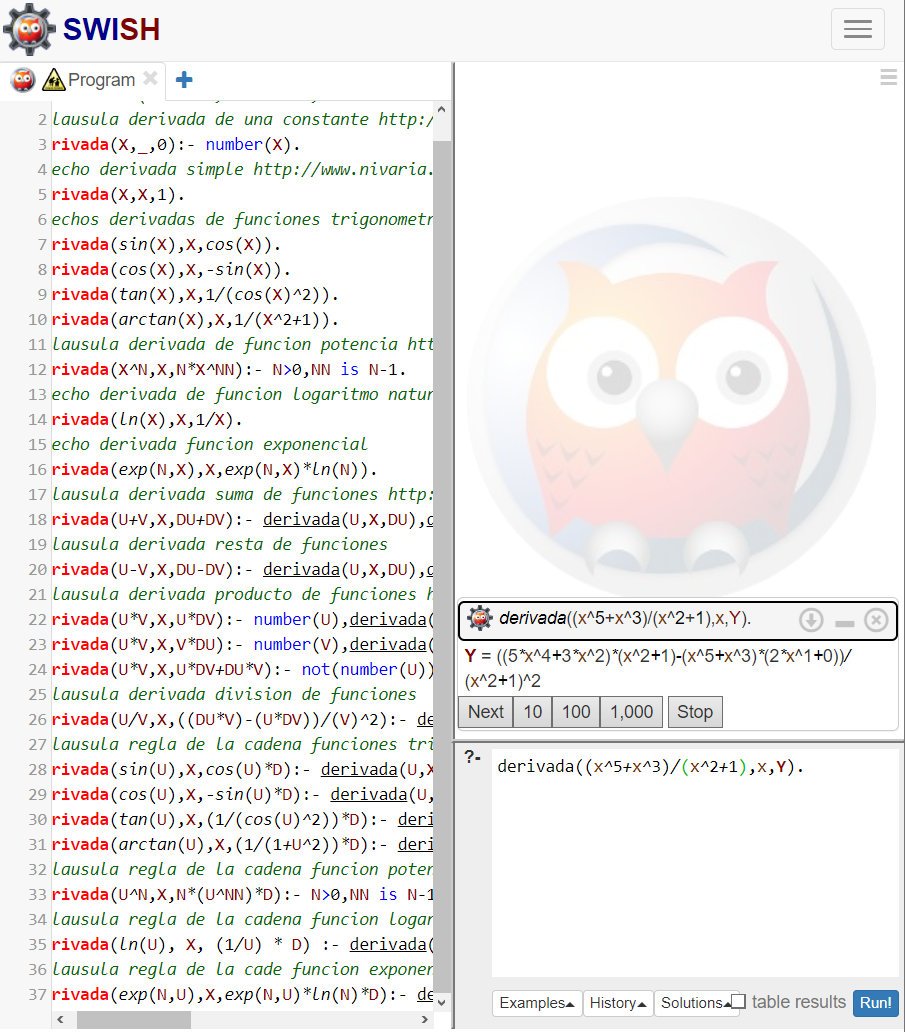 SWISH
Program
2 lausula derivada de una constante http:/
3 rivada(X,_,0):- number(X).
4 echo derivada simple http://www.nivaria.
5 rivada(X,X,1).
6 echos derivadas de funciones trigonometr
7 rivada(sin(X),X,cos(X)).
8 rivada(cos(X),X,-sin(X)).
9 rivada(tan(X),X,1/(cos(X)^2)).
10 rivada(arctan(X),X,1/(X^2+1)).
11 lausula derivada de funcion potencia htt
12 rivada(X^N,X,N*X^NN):- N>0,NN is N-1.
13 echo derivada de funcion logaritmo natur
14 rivada(ln(X),X,1/X).
15 echo derivada funcion exponencial
16 rivada(exp(N,X),X,exp(N,X)*ln(N)).
17 lausula derivada suma de funciones http:
18 rivada(U+V,X,DU+DV):- derivada(U,X,DU),d
19 lausula derivada resta de funciones
20 rivada(U-V,X,DU-DV):- derivada(U,X,DU),d
21 lausula derivada producto de funciones h
22 rivada(U*V,X,U*DV):- number(U),derivada(
23 rivada(U*V,X,V*DU):- number(V),derivada(
24 rivada(U*V,X,U*DV+DU*V):- not(number(U))
25 lausula derivada division de funciones
26 rivada(U/V,X,((DU*V)-(U*DV))/(V)^2):- de
27 lausula regla de la cadena funciones tri
28 rivada(sin(U),X,cos(U)*D):- derivada(U,X
29 rivada(cos(U),X,-sin(U)*D):- derivada(U,
30 rivada(tan(U),X,(1/(cos(U)^2))*D):- deri
31 rivada(arctan(U),X,(1/(1+U^2))*D):- deri
32 lausula regla de la cadena funcion poten
33 rivada(U^N,X,N*(U^NN)*D):- N>0,NN is N-1
34 lausula regla de la cadena funcion logar
35 rivada(ln(U), X, (1/U) * D) :- derivada(
36 lausula regla de la cade funcion exponen
37 rivada(exp(N,U),X,exp(N,U)*ln(N)*D):- de
derivada((x^5+x^3)/(x^2+1),x,Y).
Y = ((5*x^4+3*x^2)*(x^2+1)-(x^5+x^3)*(2*x^1+0))/
(x^2+1)^2
Next 10 100 1,000 Stop
?- derivada((x^5+x^3)/(x^2+1),x,Y).
Examples History Solutions table results Run!